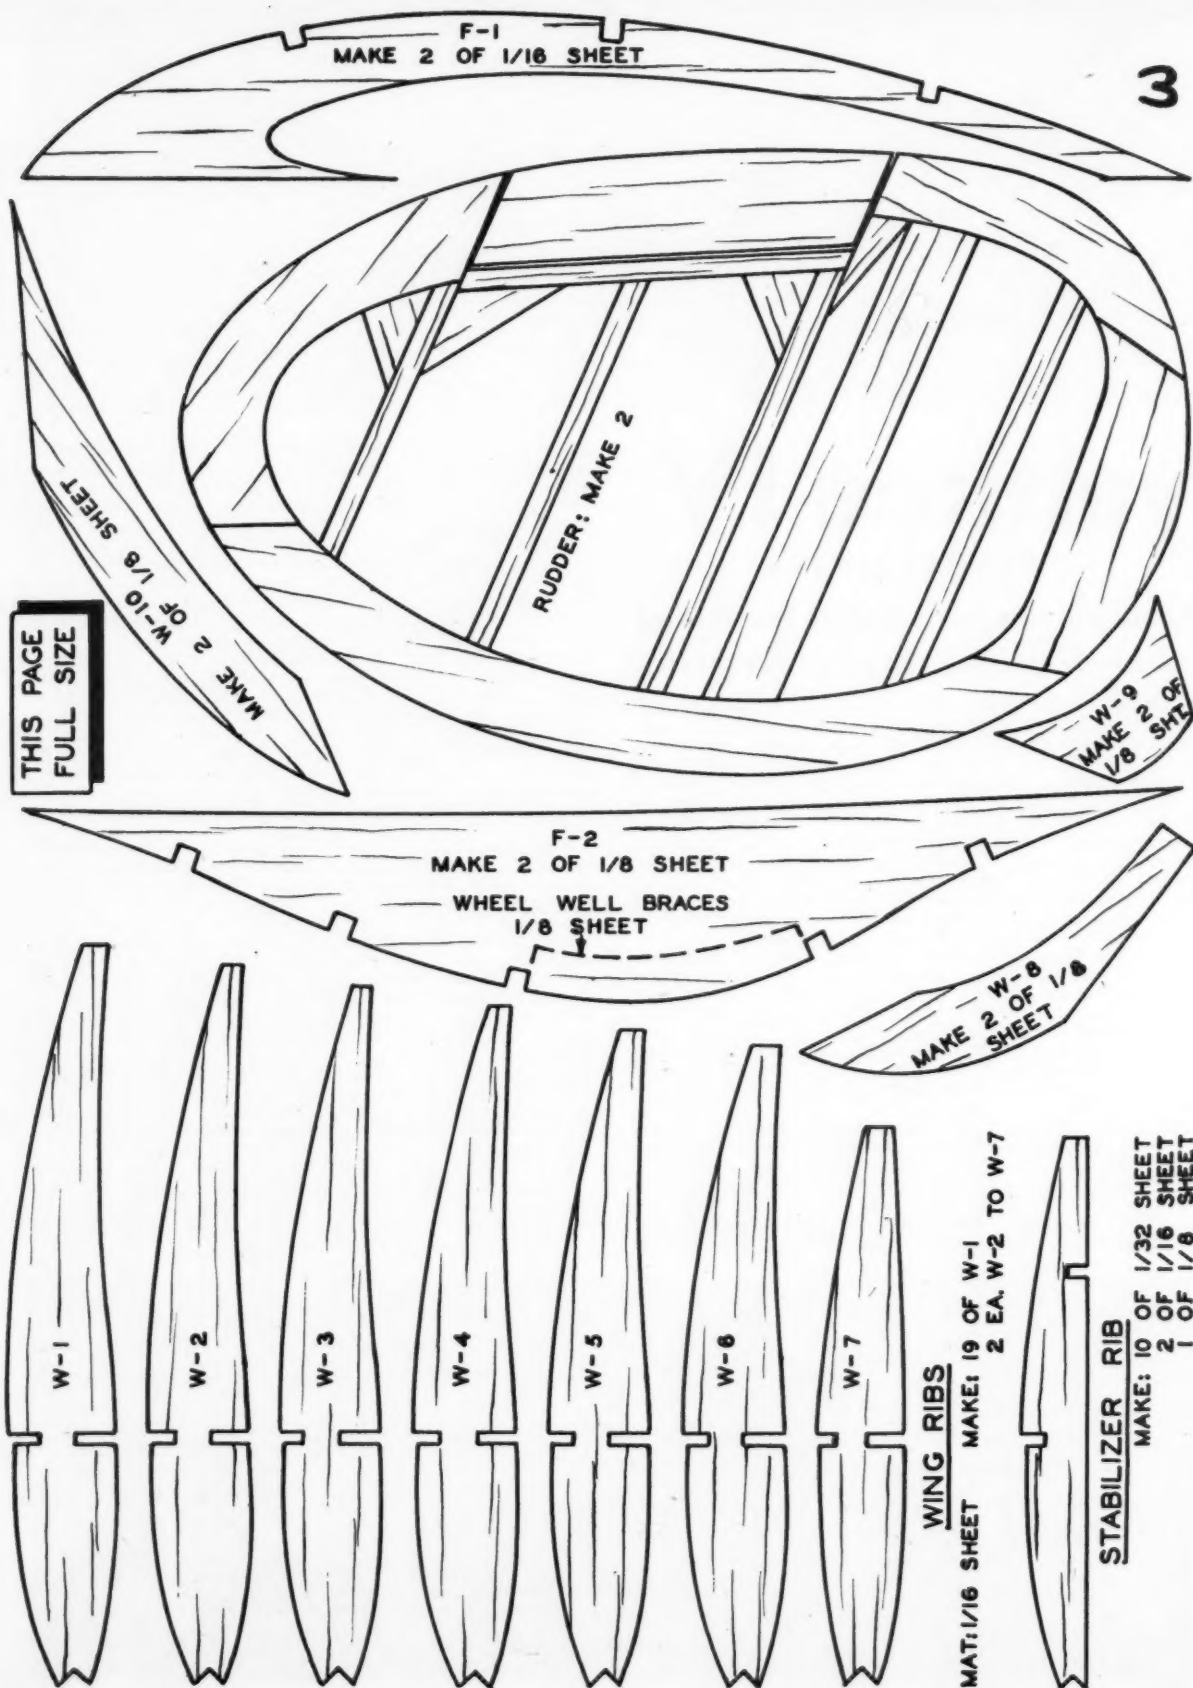 F-1
MAKE 2 OF 1/16 SHEET
3
THIS PAGE
FULL SIZE
W-10
MAKE 2 OF
1/8 SHEET
RUDDER: MAKE 2
W-9
MAKE 2 OF
1/8 SHT.
F-2
MAKE 2 OF 1/8 SHEET
WHEEL WELL BRACES
1/8 SHEET
W-8
MAKE 2 OF 1/8
SHEET
W-1
W-2
W-3
W-4
W-5
W-6
W-7
WING RIBS
MAT: 1/16 SHEET MAKE: 19 OF W-1
2 EA. W-2 TO W-7
STABILIZER RIB
MAKE: 10 OF 1/32 SHEET
2 OF 1/16 SHEET
1 OF 1/8 SHEET